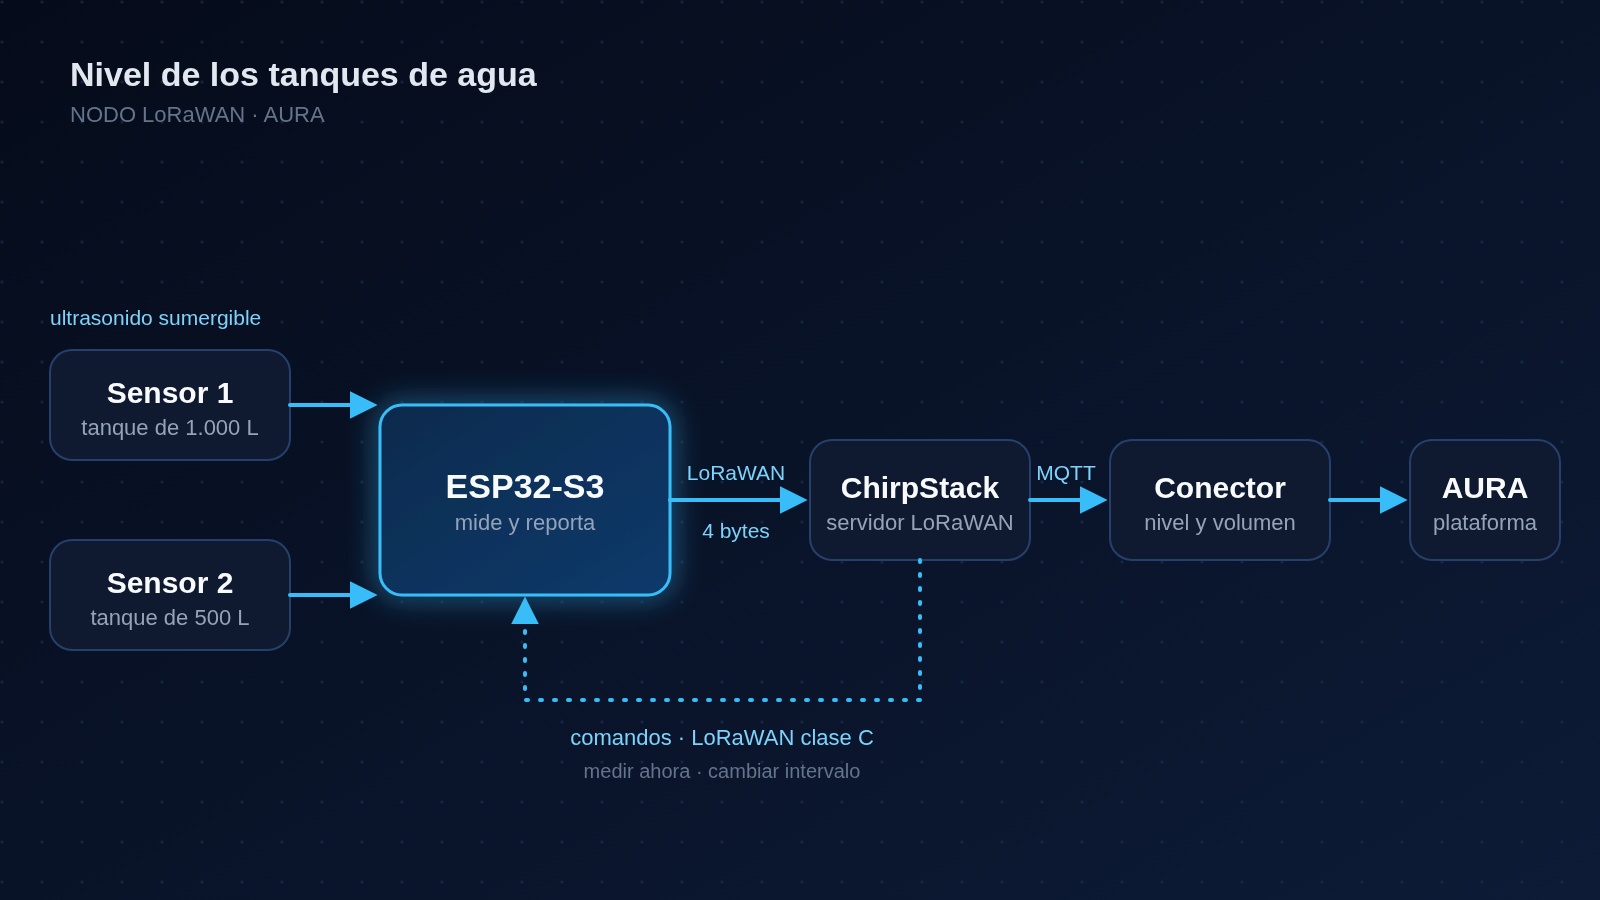 Nivel de los tanques de agua
NODO LoRaWAN · AURA
ultrasonido sumergible
Sensor 1
tanque de 1.000 L
Sensor 2
tanque de 500 L
ESP32-S3
mide y reporta
LoRaWAN
4 bytes
ChirpStack
servidor LoRaWAN
MQTT
Conector
nivel y volumen
AURA
plataforma
comandos · LoRaWAN clase C
medir ahora · cambiar intervalo